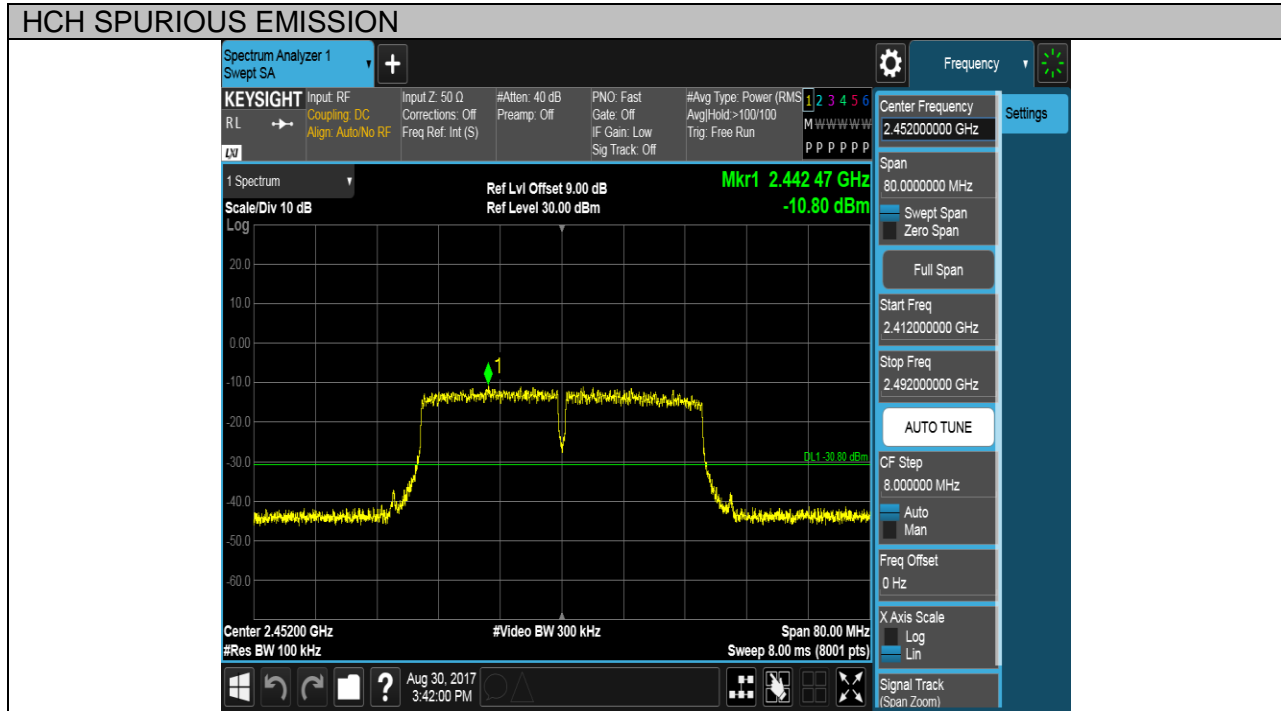 HCH SPURIOUS EMISSION
Spectrum Analyzer 1
Swept SA
Frequency
KEYSIGHT
RL
LXI
Input: RF
Coupling: DC
Align: Auto/No RF
Input Z: 50 Ω
Corrections: Off
Freq Ref: Int (S)
#Atten: 40 dB
Preamp: Off
PNO: Fast
Gate: Off
IF Gain: Low
Sig Track: Off
#Avg Type: Power (RMS
Avg|Hold:>100/100
Trig: Free Run
1 2 3 4 5 6
M W W W W W
P P P P P P
Center Frequency
2.452000000 GHz
Settings
1 Spectrum
Scale/Div 10 dB
Ref Lvl Offset 9.00 dB
Ref Level 30.00 dBm
Mkr1 2.442 47 GHz
-10.80 dBm
Span
80.0000000 MHz
Swept Span
Zero Span
Full Span
Start Freq
2.412000000 GHz
Stop Freq
2.492000000 GHz
AUTO TUNE
CF Step
8.000000 MHz
Auto
Man
Freq Offset
0 Hz
X Axis Scale
Log
Lin
Signal Track
(Span Zoom)
Log
20.0
10.0
0.00
-10.0
-20.0
-30.0
-40.0
-50.0
-60.0
1
DL1 -30.80 dBm
Center 2.45200 GHz
#Res BW 100 kHz
#Video BW 300 kHz
Span 80.00 MHz
Sweep 8.00 ms (8001 pts)
?
Aug 30, 2017
3:42:00 PM